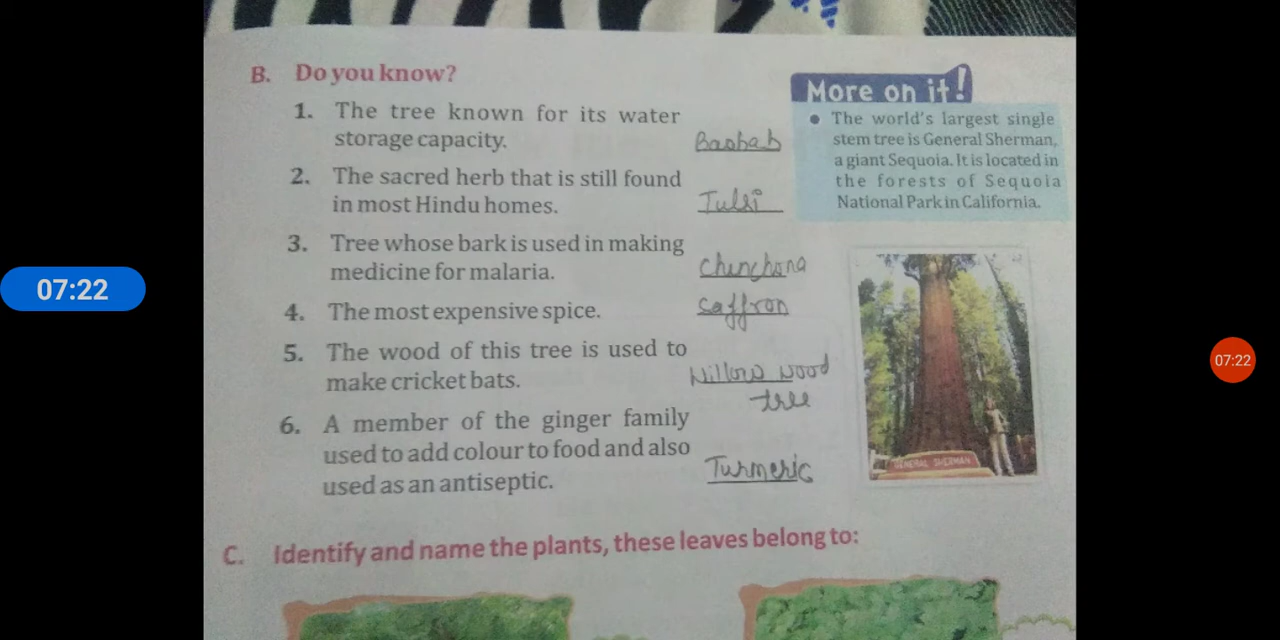 B. Do you know?
1. The tree known for its water
storage capacity. Baobab
2. The sacred herb that is still found
in most Hindu homes. Tulsi
3. Tree whose bark is used in making
medicine for malaria. Chinchona
4. The most expensive spice. Saffron
5. The wood of this tree is used to
make cricket bats. Willow wood
tree
6. A member of the ginger family
used to add colour to food and also
used as an antiseptic. Turmeric
More on it!
• The world's largest single
stem tree is General Sherman,
a giant Sequoia. It is located in
the forests of Sequoia
National Park in California.
GENERAL SHERMAN
C. Identify and name the plants, these leaves belong to:
07:22
07:22